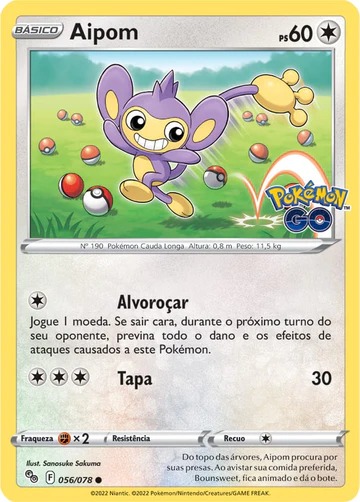 BÁSICO Aipom PS60
Pokémon GO
Nº 190 Pokémon Cauda Longa Altura: 0,8 m Peso: 11,5 kg
Alvoroçar
Jogue 1 moeda. Se sair cara, durante o próximo turno do
seu oponente, previna todo o dano e os efeitos
de ataques causados a este Pokémon.
Tapa 30
Fraqueza ×2 Resistência Recuo
Ilust. Sanosuke Sakuma
F 056/078
Do topo das árvores, Aipom procura por
suas presas. Ao avistar sua comida preferida,
Bounsweet, fica animado e dá o bote.
©2022 Niantic. ©2022 Pokémon/Nintendo/Creatures/GAME FREAK.